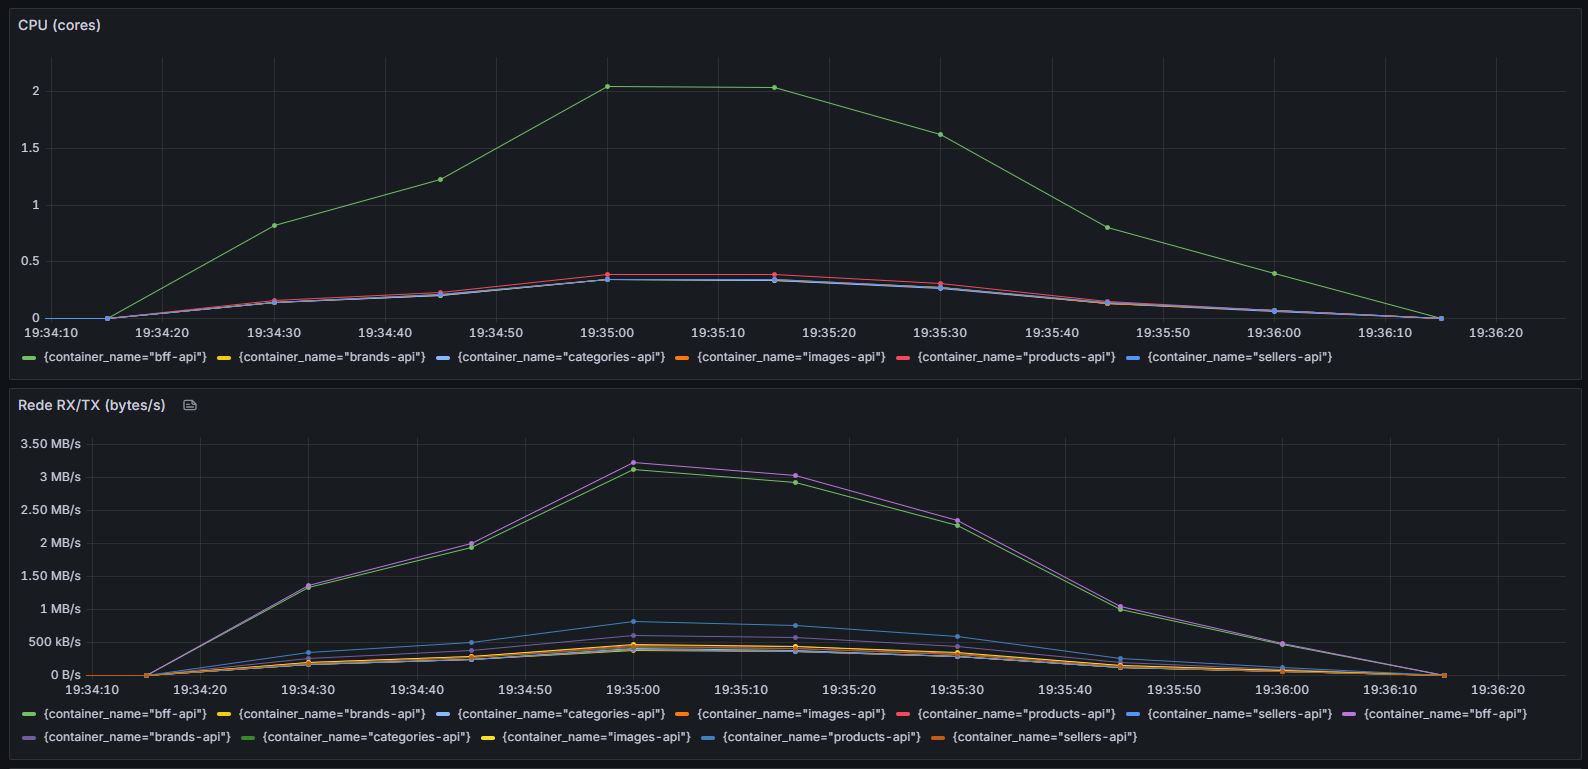 CPU (cores)
2
1.5
1
0.5
0
19:34:10 19:34:20 19:34:30 19:34:40 19:34:50 19:35:00 19:35:10 19:35:20 19:35:30 19:35:40 19:35:50 19:36:00 19:36:10 19:36:20
{container_name="bff-api"} {container_name="brands-api"} {container_name="categories-api"} {container_name="images-api"} {container_name="products-api"} {container_name="sellers-api"}
Rede RX/TX (bytes/s)
3.50 MB/s
3 MB/s
2.50 MB/s
2 MB/s
1.50 MB/s
1 MB/s
500 kB/s
0 B/s
19:34:10 19:34:20 19:34:30 19:34:40 19:34:50 19:35:00 19:35:10 19:35:20 19:35:30 19:35:40 19:35:50 19:36:00 19:36:10 19:36:20
{container_name="bff-api"} {container_name="brands-api"} {container_name="categories-api"} {container_name="images-api"} {container_name="products-api"} {container_name="sellers-api"} {container_name="bff-api"}
{container_name="brands-api"} {container_name="categories-api"} {container_name="images-api"} {container_name="products-api"} {container_name="sellers-api"}